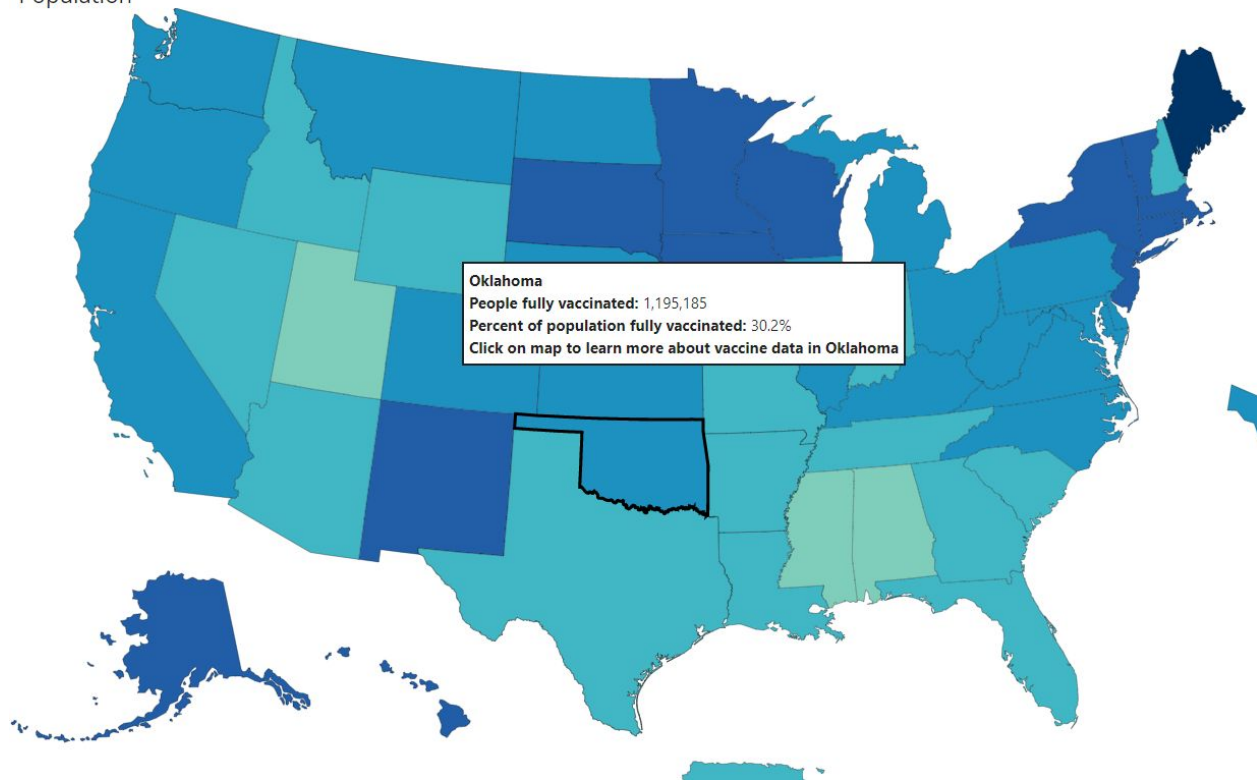 Population
Oklahoma
People fully vaccinated: 1,195,185
Percent of population fully vaccinated: 30.2%
Click on map to learn more about vaccine data in Oklahoma